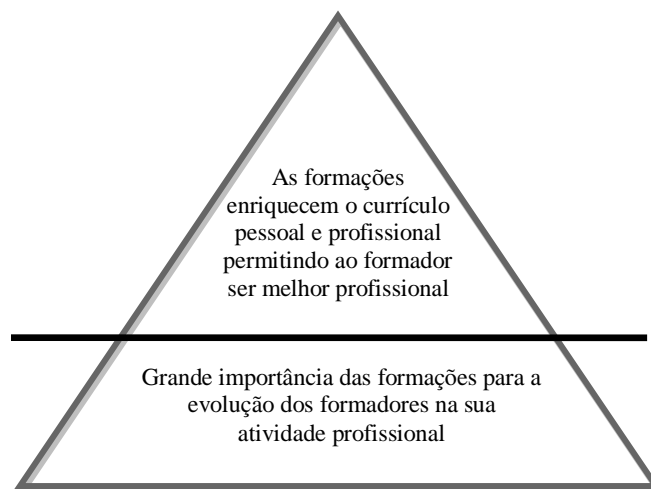 As formações
enriquecem o currículo
pessoal e profissional
permitindo ao formador
ser melhor profissional
Grande importância das formações para a
evolução dos formadores na sua
atividade profissional